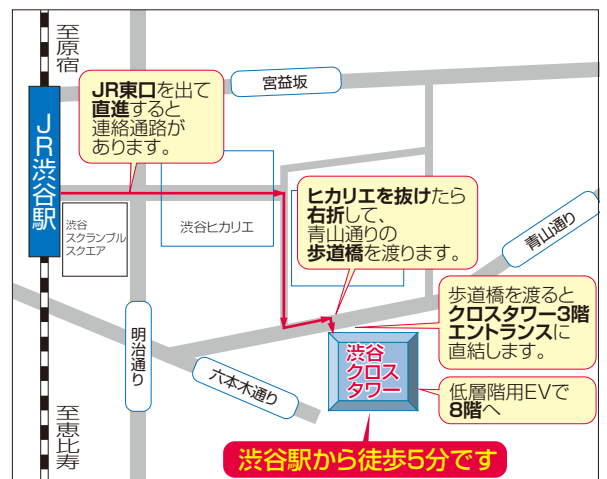 至原宿
宮益坂
JR東口を出て
直進すると
連絡通路が
あります。
JR渋谷駅
渋谷
スクランブル
スクエア
渋谷ヒカリエ
ヒカリエを抜けたら
右折して、
青山通りの
歩道橋を渡ります。
青山通り
歩道橋を渡ると
クロスタワー3階
エントランスに
直結します。
明治通り
六本木通り
渋谷
クロス
タワー
低層階用EVで
8階へ
至恵比寿
渋谷駅から徒歩5分です